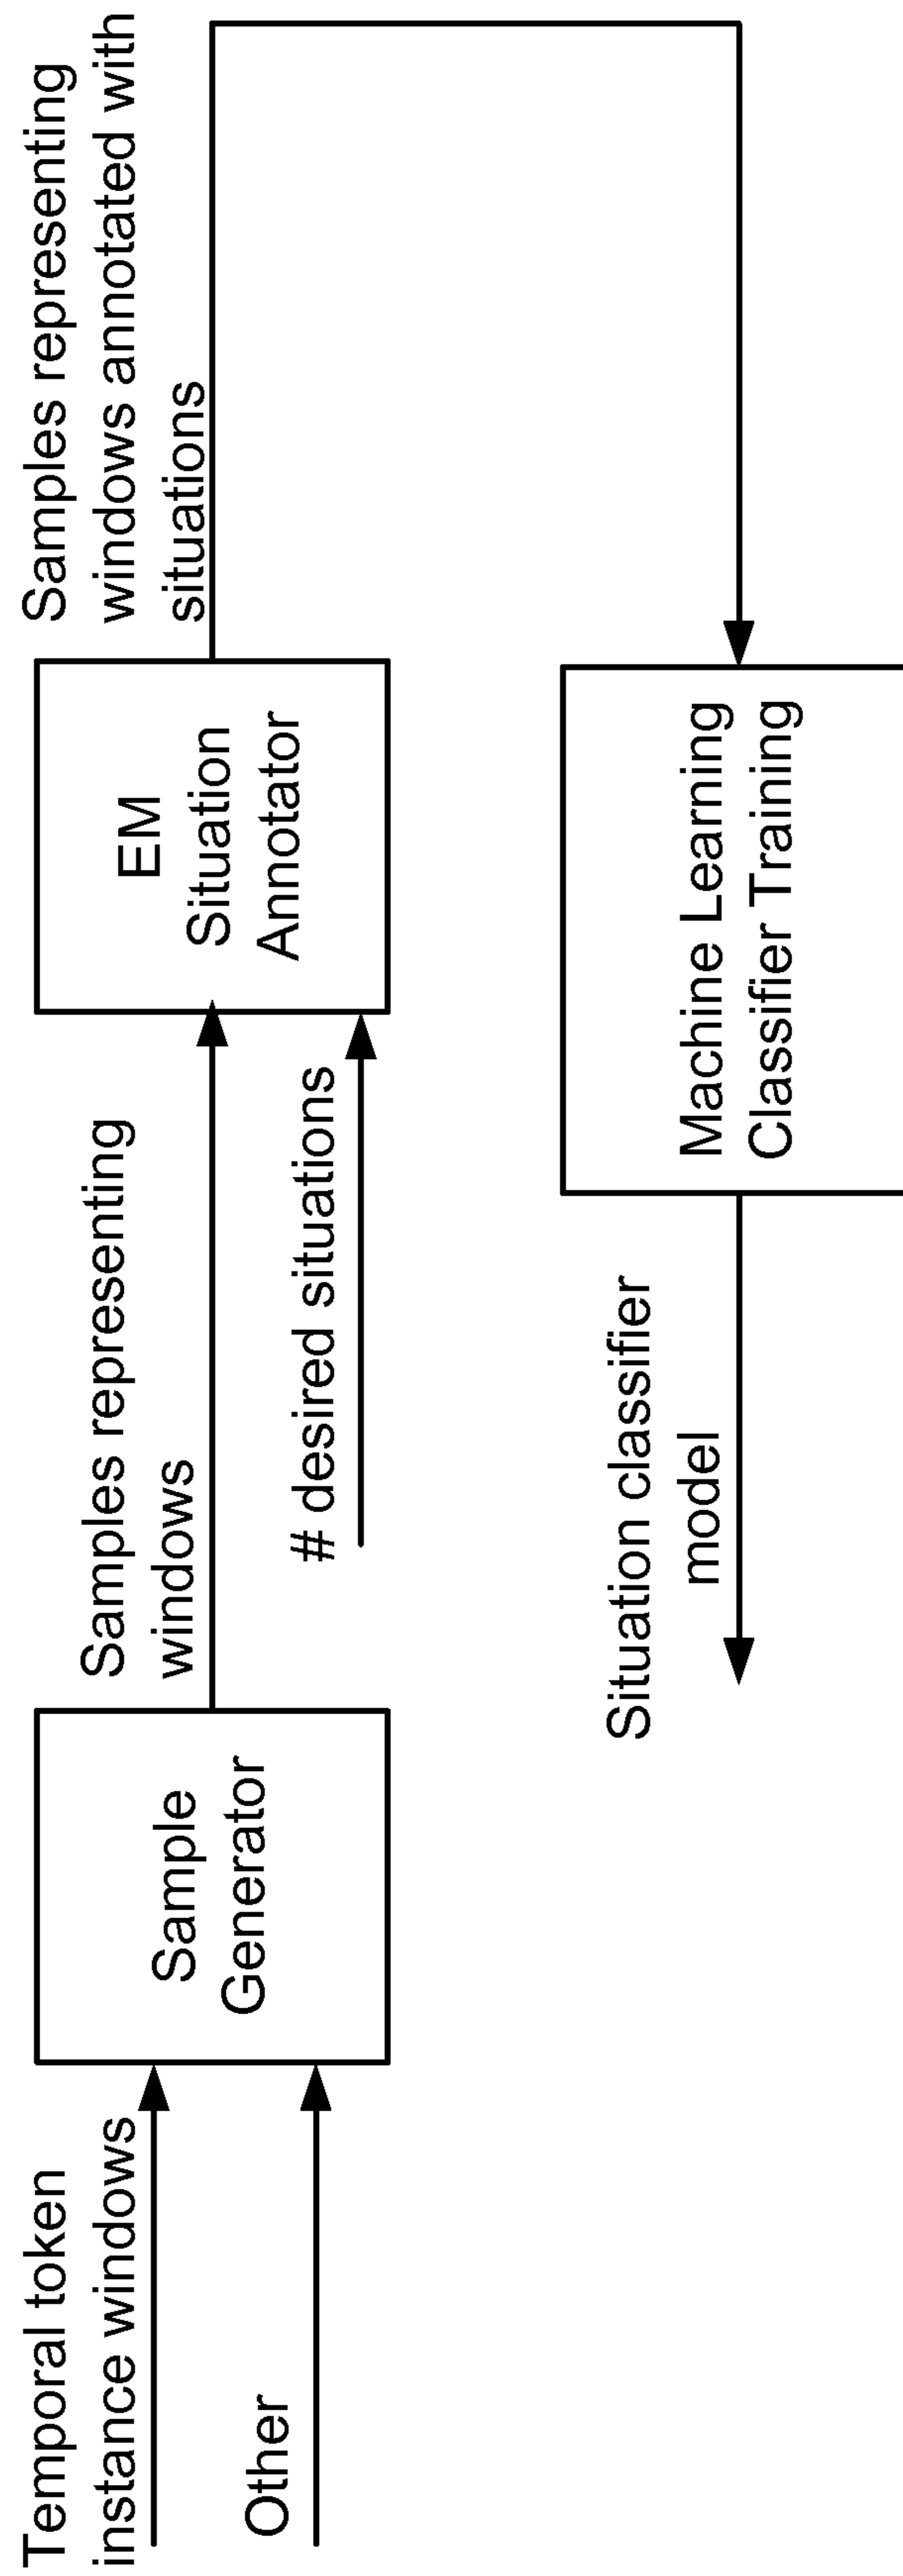 Temporal token
instance windows
Other
Sample
Generator
Samples representing
windows
# desired situations
EM
Situation
Annotator
Samples representing
windows annotated with
situations
Machine Learning
Classifier Training
Situation classifier
model